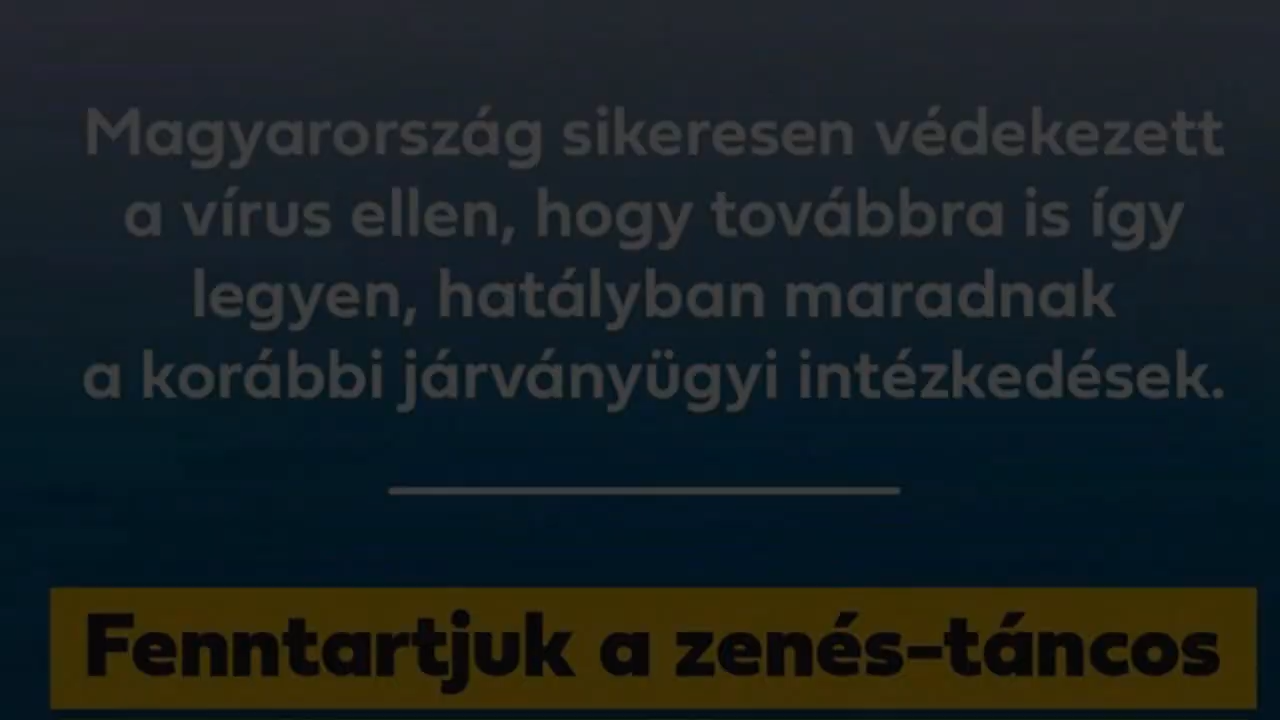 Magyarország sikeresen védekezett
a vírus ellen, hogy továbbra is így
legyen, hatályban maradnak
a korábbi járványügyi intézkedések.
Fenntartjuk a zenés-táncos